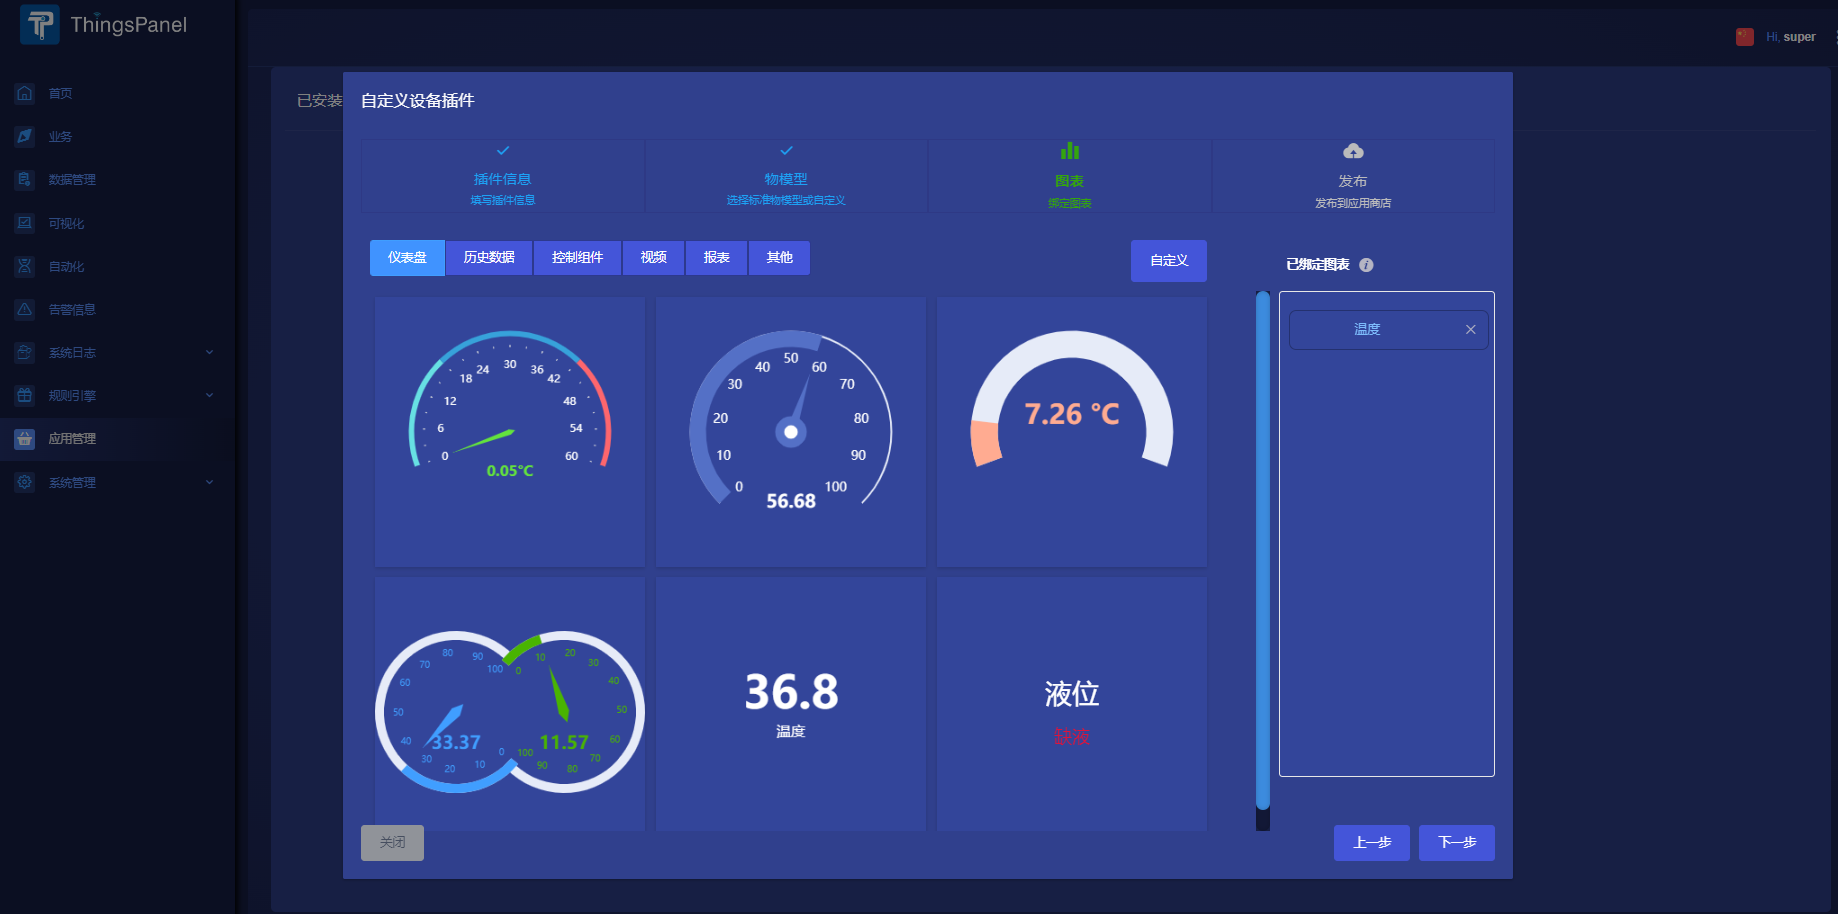 ThingsPanel
Hi, super
首页
业务
数据管理
可视化
自动化
告警信息
系统日志
规则引擎
应用管理
系统管理
已安装
自定义设备插件
插件信息
填写插件信息
物模型
选择标准物模型或自定义
图表
绑定图表
发布
发布到应用商店
仪表盘 历史数据 控制组件 视频 报表 其他
自定义
已绑定图表
温度
0 6 12 18 24 30 36 42 48 54 60
0.05°C
0 10 20 30 40 50 60 70 80 90 100
56.68
7.26 °C
0 10 20 30 40 50 60 70 80 90 100
33.37
0 10 20 30 40 50 60 70 80 90 100
11.57
36.8
温度
液位
缺液
关闭
上一步
下一步